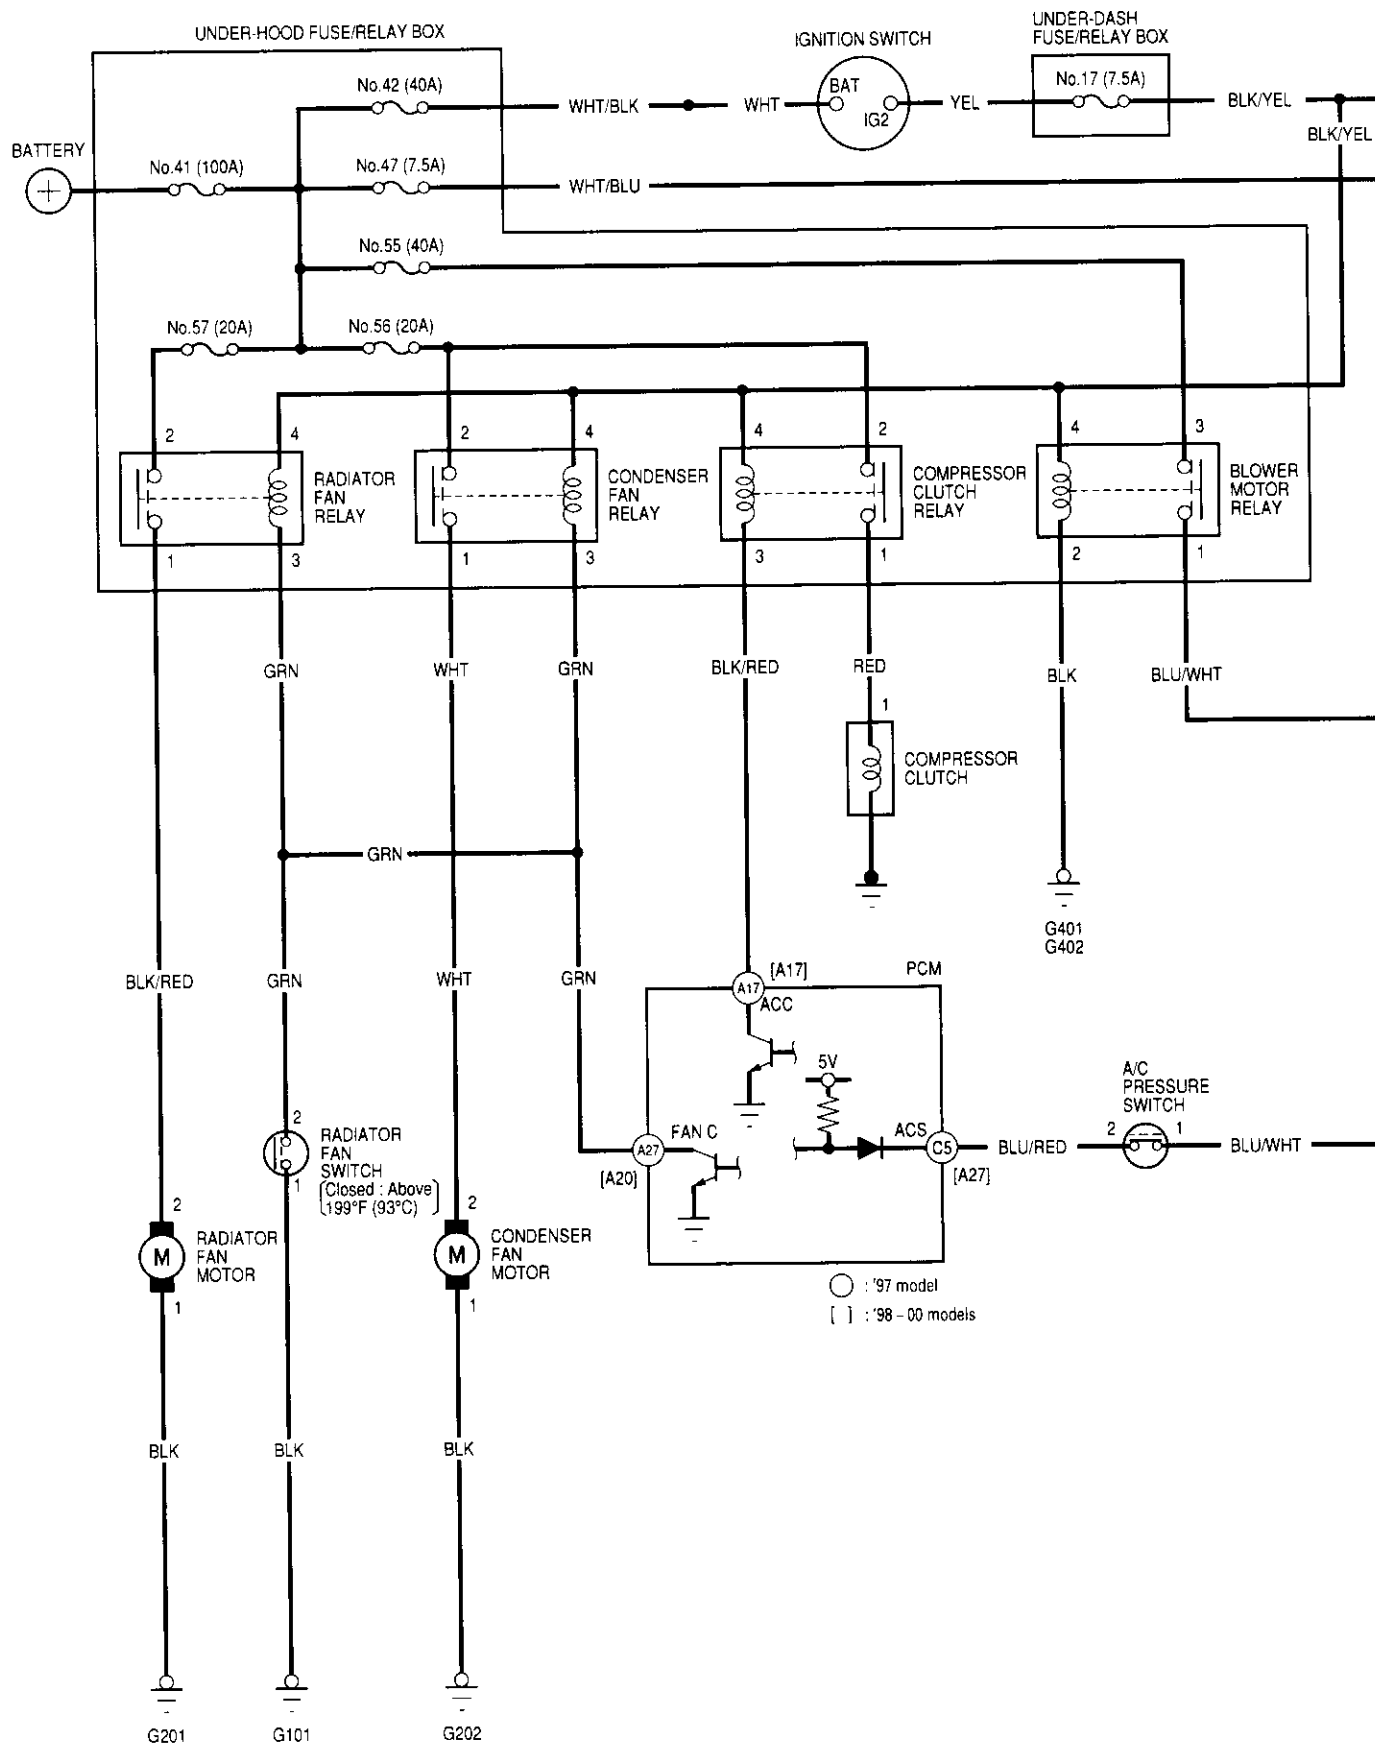 UNDER-HOOD FUSE/RELAY BOX
IGNITION SWITCH
UNDER-DASH
FUSE/RELAY BOX
No.42 (40A)
WHT/BLK
WHT
BAT
IG2
YEL
No.17 (7.5A)
BLK/YEL
BLK/YEL
BATTERY
No.41 (100A)
No.47 (7.5A)
WHT/BLU
No.55 (40A)
No.57 (20A)
No.56 (20A)
2
4
2
4
4
2
4
3
RADIATOR
FAN
RELAY
CONDENSER
FAN
RELAY
COMPRESSOR
CLUTCH
RELAY
BLOWER
MOTOR
RELAY
1
3
1
3
3
1
2
1
GRN
WHT
GRN
BLK/RED
RED
BLK
BLU/WHT
1
COMPRESSOR
CLUTCH
GRN
G401
G402
BLK/RED
GRN
WHT
GRN
[A17]
PCM
A17
ACC
5V
A/C
PRESSURE
SWITCH
2
RADIATOR
FAN
SWITCH
[Closed : Above
199°F (93°C)]
1
A27
FAN C
[A20]
ACS
C5
[A27]
BLU/RED
2
1
BLU/WHT
2
M
RADIATOR
FAN
MOTOR
1
2
M
CONDENSER
FAN
MOTOR
1
: '97 model
[ ] : '98 – 00 models
BLK
BLK
BLK
G201
G101
G202